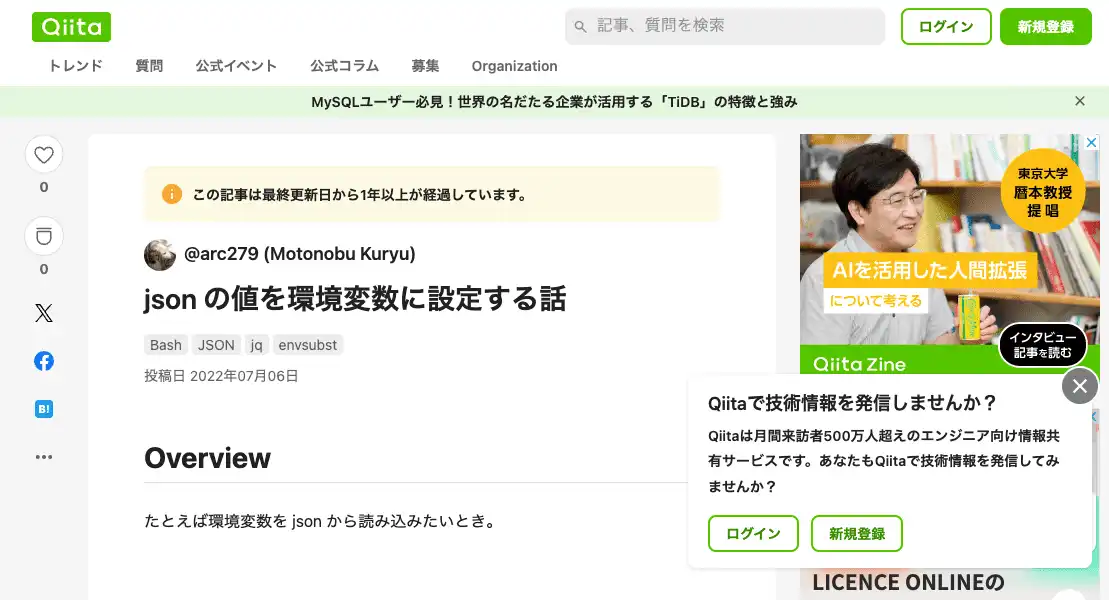 Qiita
記事、質問を検索
ログイン
新規登録
トレンド 質問 公式イベント 公式コラム 募集 Organization
MySQLユーザー必見！世界の名だたる企業が活用する「TiDB」の特徴と強み
0
0
この記事は最終更新日から1年以上が経過しています。
@arc279 (Motonobu Kuryu)
json の値を環境変数に設定する話
Bash JSON jq envsubst
投稿日 2022年07月06日
Overview
たとえば環境変数を json から読み込みたいとき。
B!
東京大学
暦本教授
提唱
AIを活用した人間拡張
について考える
インタビュー
記事を読む
Qiita Zine
Qiitaで技術情報を発信しませんか？
Qiitaは月間来訪者500万人超えのエンジニア向け情報共
有サービスです。あなたもQiitaで技術情報を発信してみ
ませんか？
ログイン
新規登録
LICENCE ONLINEの